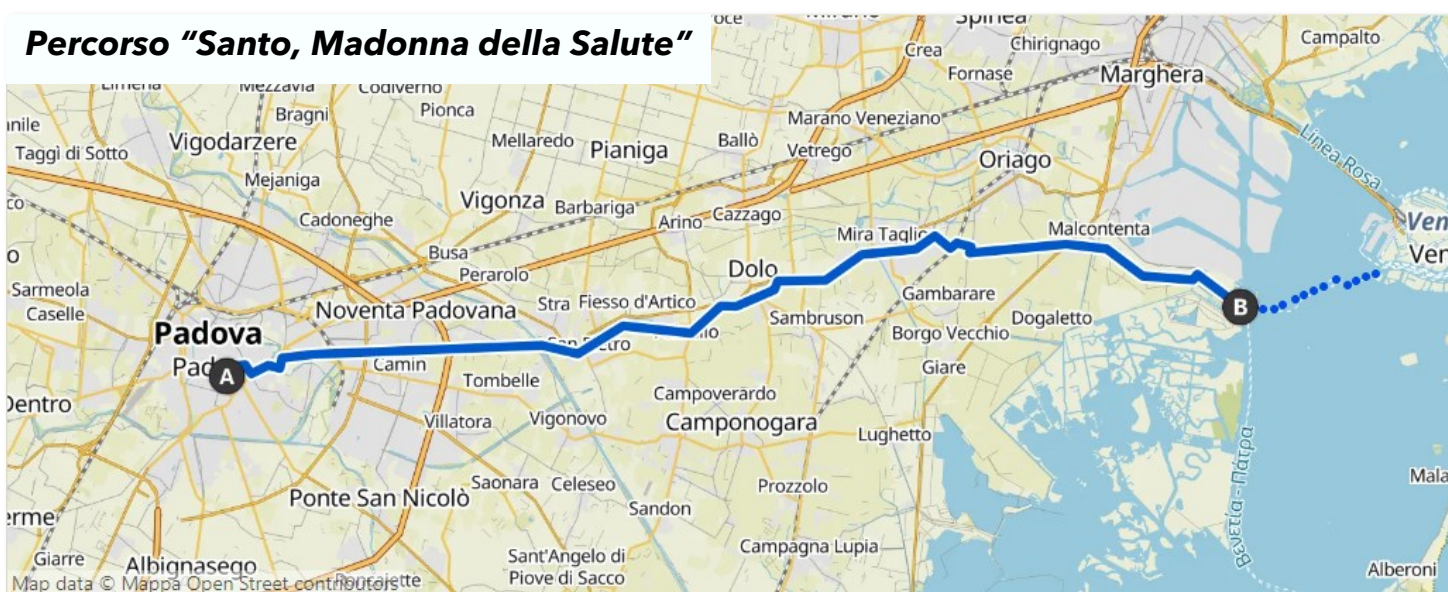 Percorso “Santo, Madonna della Salute”
Spinea
Campalto
Crea
Chirignago
Fornase
Marghera
Mezzavia
Codiverno
Bragni
Pionca
Marano Veneziano
Vigodarzere
Mellaredo
Pianiga
Ballò
Vetrego
Oriago
Taggì di Sotto
Mejaniga
Linea Rosa
Vigonza
Barbariga
Arino
Cazzago
Cadoneghe
Mira Taglio
Malcontenta
Busa
Perarolo
Dolo
Sarmeola
Caselle
Noventa Padovana
Stra
Fiesso d'Artico
Gambarare
Sambruson
Borgo Vecchio
Dogaletto
Padova
A
B
Camin
Tombelle
Giare
Campoverardo
Villatora
Vigonovo
Camponogara
Lughetto
Saonara
Celeseo
Prozzolo
Ponte San Nicolò
Sandon
Βενετία - Πάτρα
Giarre
Albignasego
Sant'Angelo di
Piove di Sacco
Campagna Lupia
Alberoni
Map data © Mappa Open Street contributors